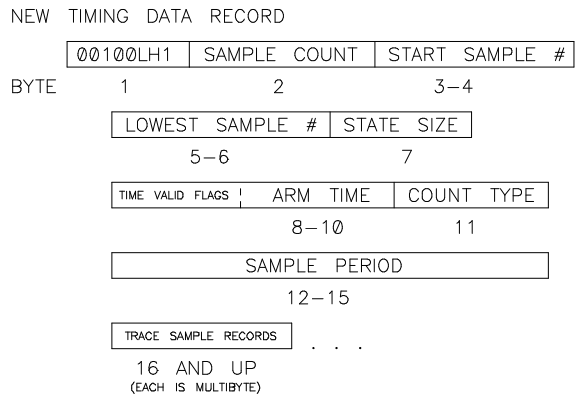 NEW TIMING DATA RECORD
00100LH1 SAMPLE COUNT START SAMPLE #
BYTE 1 2 3-4
LOWEST SAMPLE # STATE SIZE
5-6 7
TIME VALID FLAGS ARM TIME COUNT TYPE
8-10 11
SAMPLE PERIOD
12-15
TRACE SAMPLE RECORDS . . .
16 AND UP
(EACH IS MULTIBYTE)